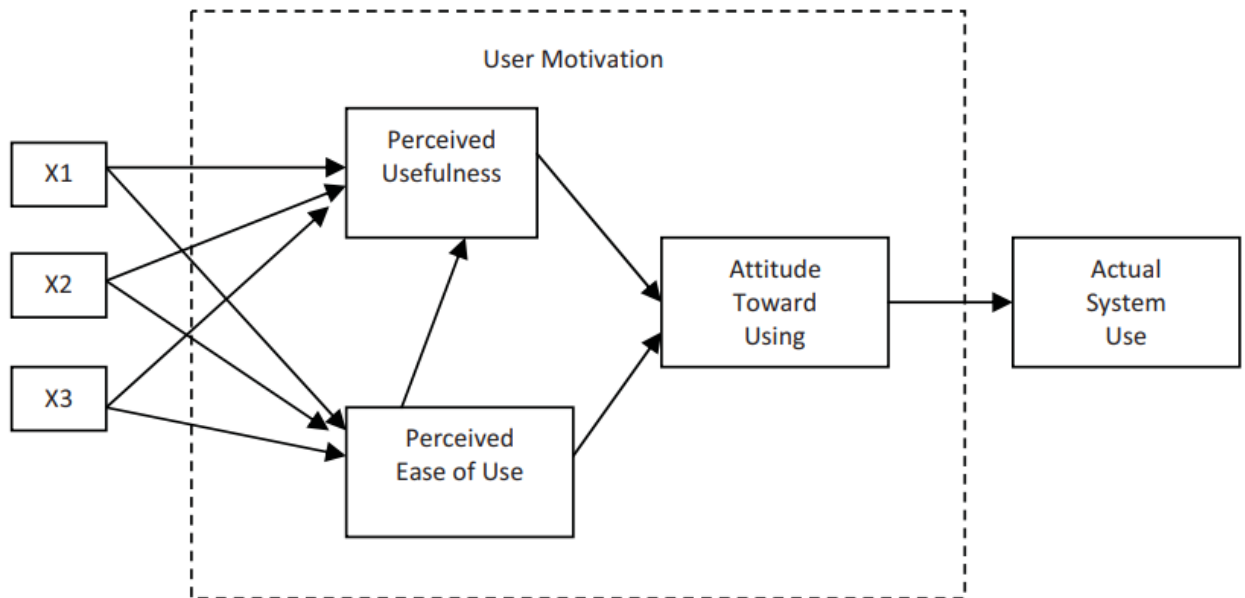 User Motivation
X1
X2
X3
Perceived
Usefulness
Perceived
Ease of Use
Attitude
Toward
Using
Actual
System
Use